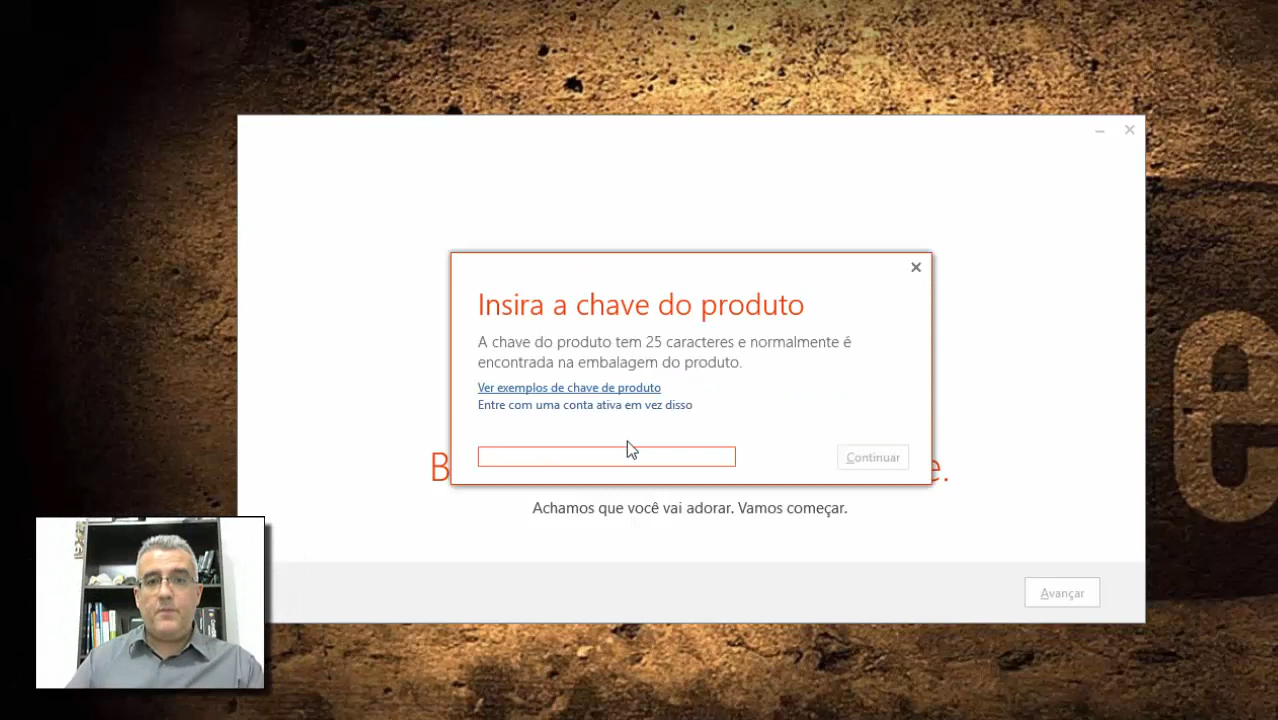 Insira a chave do produto
A chave do produto tem 25 caracteres e normalmente é
encontrada na embalagem do produto.
Ver exemplos de chave de produto
Entre com uma conta ativa em vez disso
Continuar
B
e.
Achamos que você vai adorar. Vamos começar.
Avançar
e